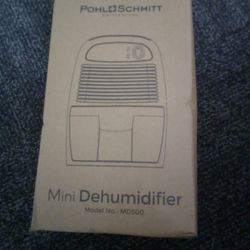 POHL SCHMITT
Mini Dehumidifier
Model No.: MD500